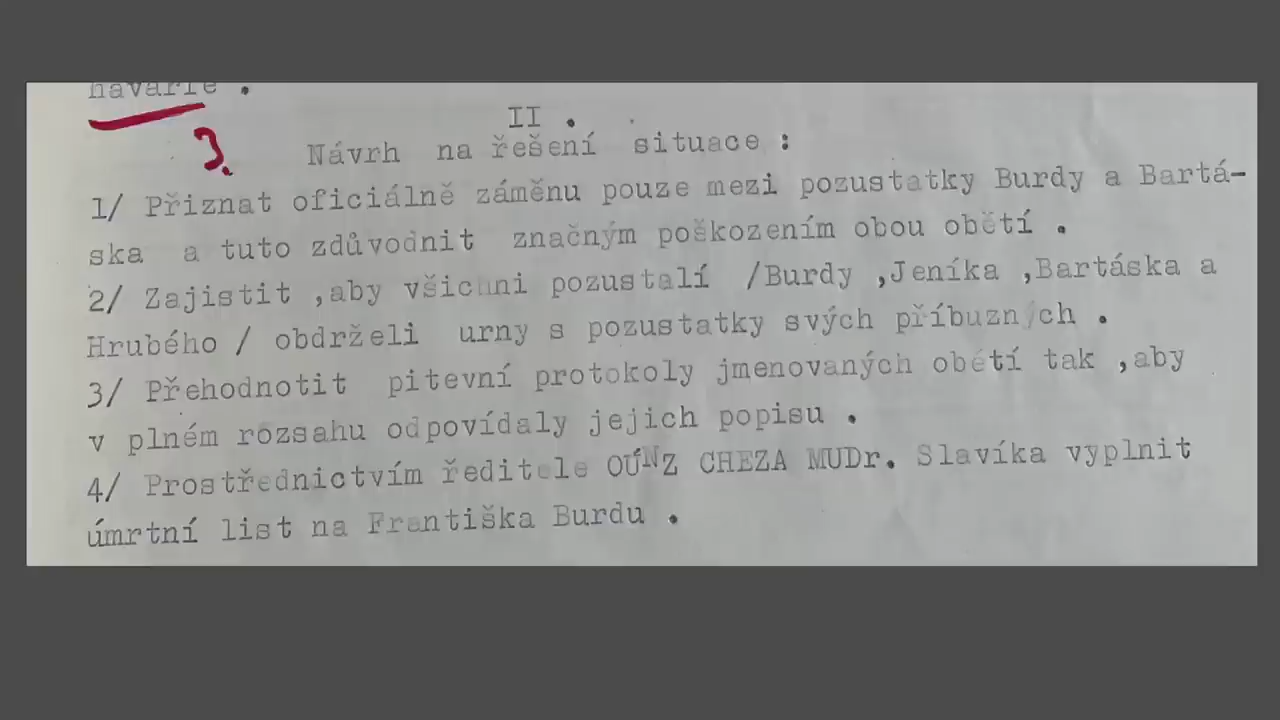 havarie .
3.
II .
Návrh na řešení situace :
1/ Přiznat oficiálně záměnu pouze mezi pozustatky Burdy a Bartá-
ska a tuto zdůvodnit značným poškozením obou obětí .
2/ Zajistit ,aby všichni pozustalí /Burdy ,Jeníka ,Bartáska a
Hrubého / obdrželi urny s pozustatky svých příbuzných .
3/ Přehodnotit pitevní protokoly jmenovaných obětí tak ,aby
v plném rozsahu odpovídaly jejich popisu .
4/ Prostřednictvím ředitele OÚNZ CHEZA MUDr. Slavíka vyplnit
úmrtní list na Františka Burdu .